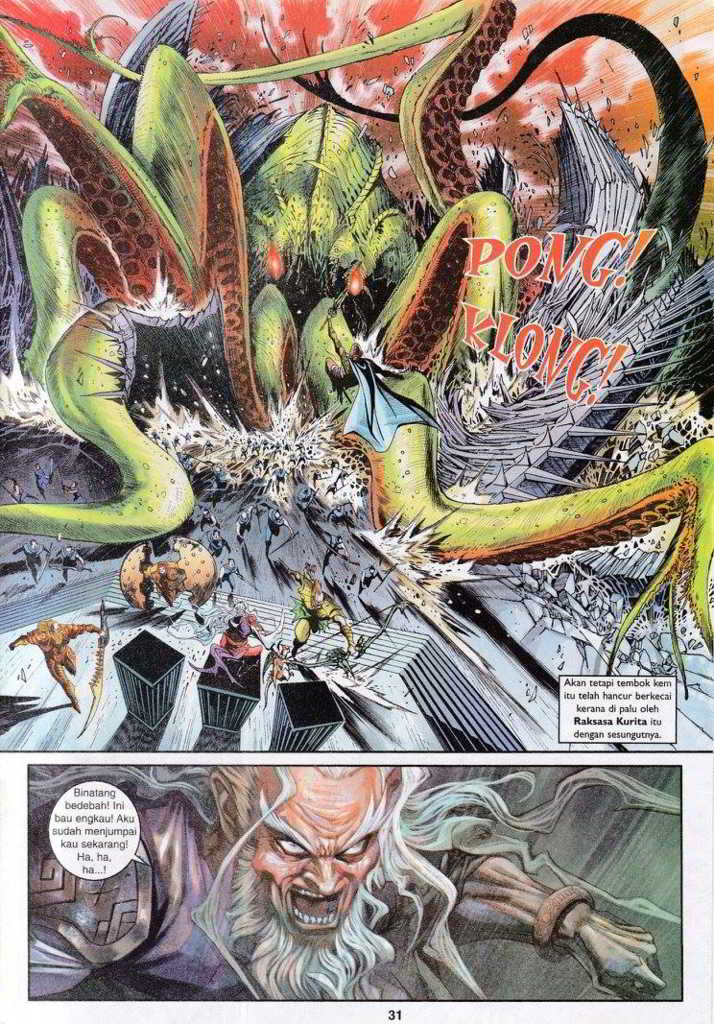 PONG!
KLONG!
Akan tetapi tembok kem
itu telah hancur berkecai
kerana di palu oleh
Raksasa Kurita itu
dengan sesungutnya.
Binatang
bedebah! Ini
bau engkau! Aku
sudah menjumpai
kau sekarang!
Ha, ha,
ha...!
31